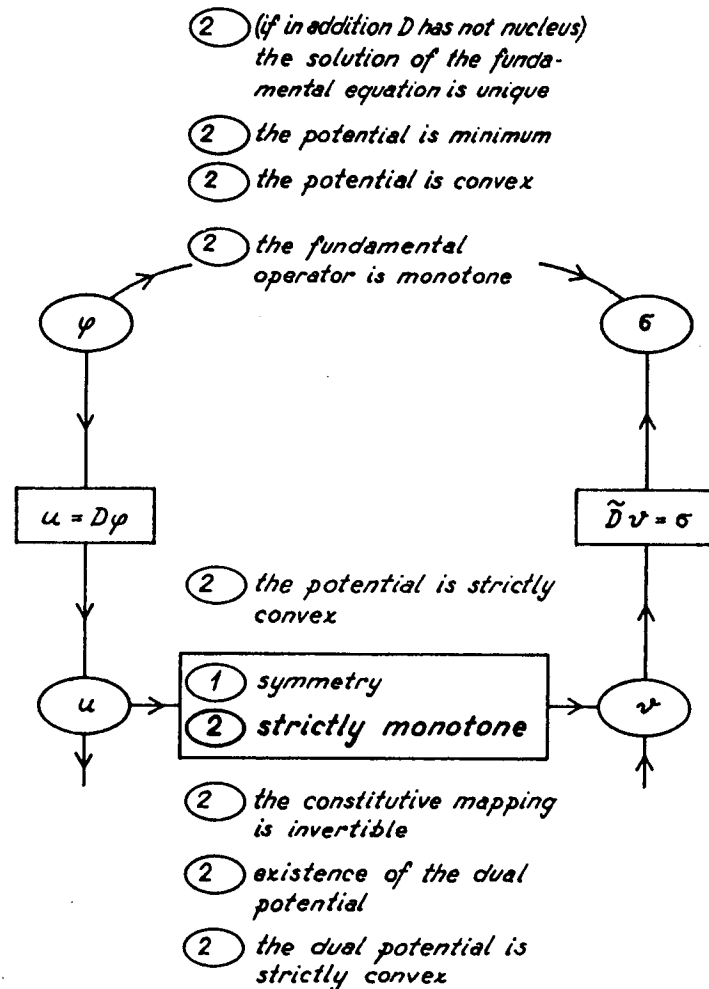 2 (if in addition D has not nucleus)
the solution of the funda-
mental equation is unique
2 the potential is minimum
2 the potential is convex
2 the fundamental
operator is monotone
φ
σ
u = Dφ
D̃ v = σ
2 the potential is strictly
convex
u
1 symmetry
2 strictly monotone
v
2 the constitutive mapping
is invertible
2 existence of the dual
potential
2 the dual potential is
strictly convex